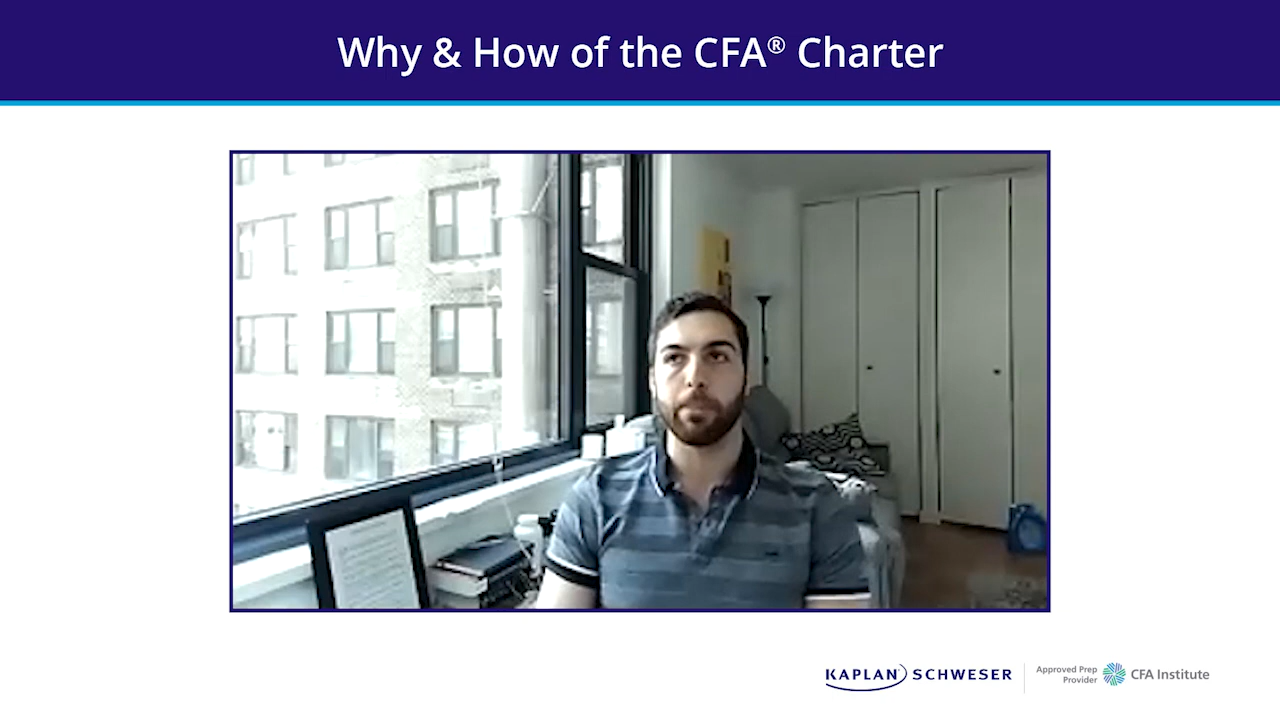 Why & How of the CFA® Charter
KAPLAN SCHWESER
Approved Prep
Provider
CFA Institute